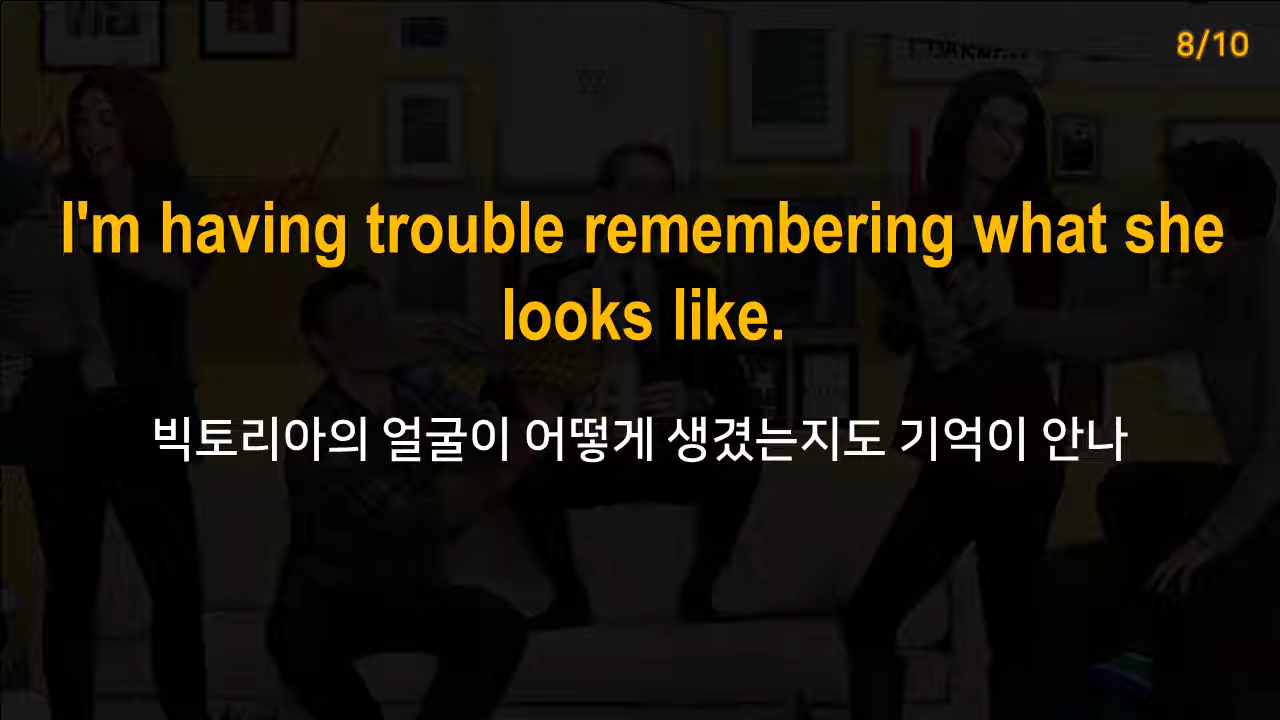 8/10
I'm having trouble remembering what she
looks like.
빅토리아의 얼굴이 어떻게 생겼는지도 기억이 안나